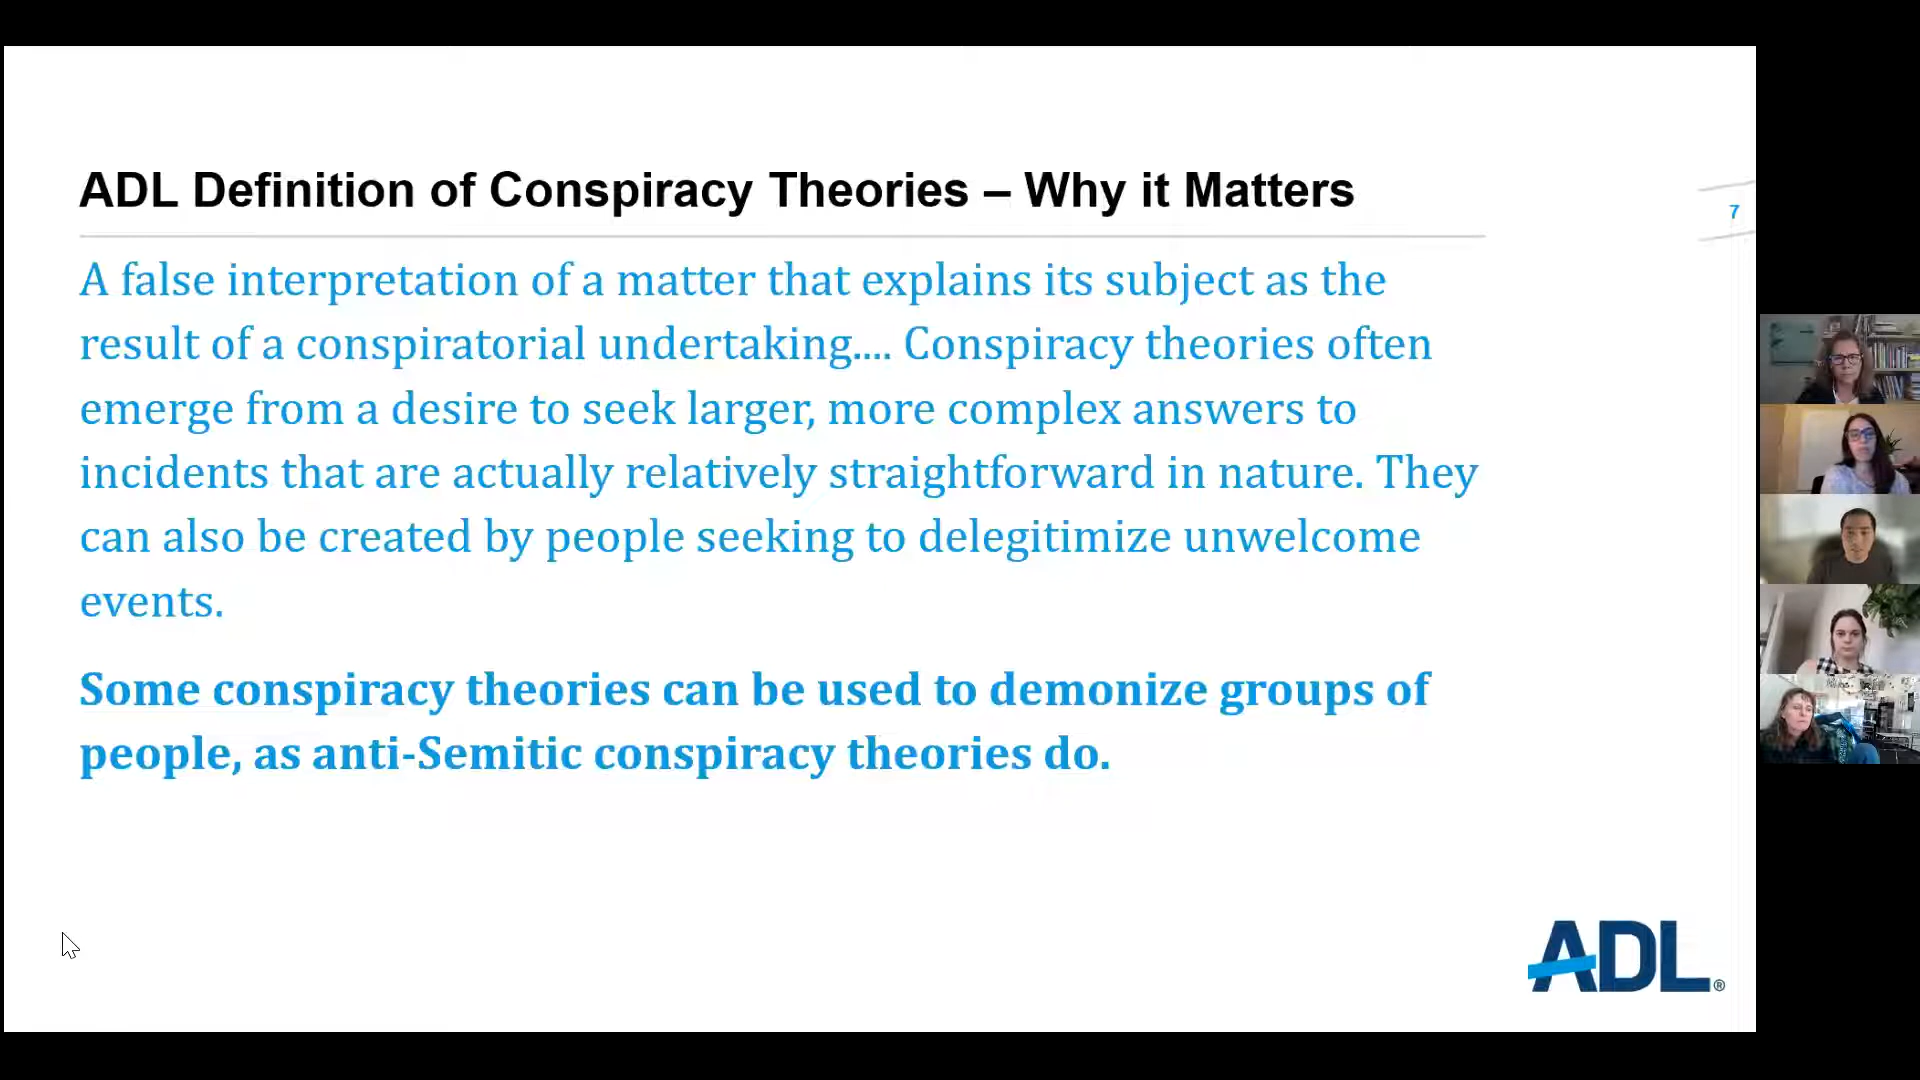 ADL Definition of Conspiracy Theories – Why it Matters
7
A false interpretation of a matter that explains its subject as the
result of a conspiratorial undertaking.... Conspiracy theories often
emerge from a desire to seek larger, more complex answers to
incidents that are actually relatively straightforward in nature. They
can also be created by people seeking to delegitimize unwelcome
events.
Some conspiracy theories can be used to demonize groups of
people, as anti-Semitic conspiracy theories do.
ADL®